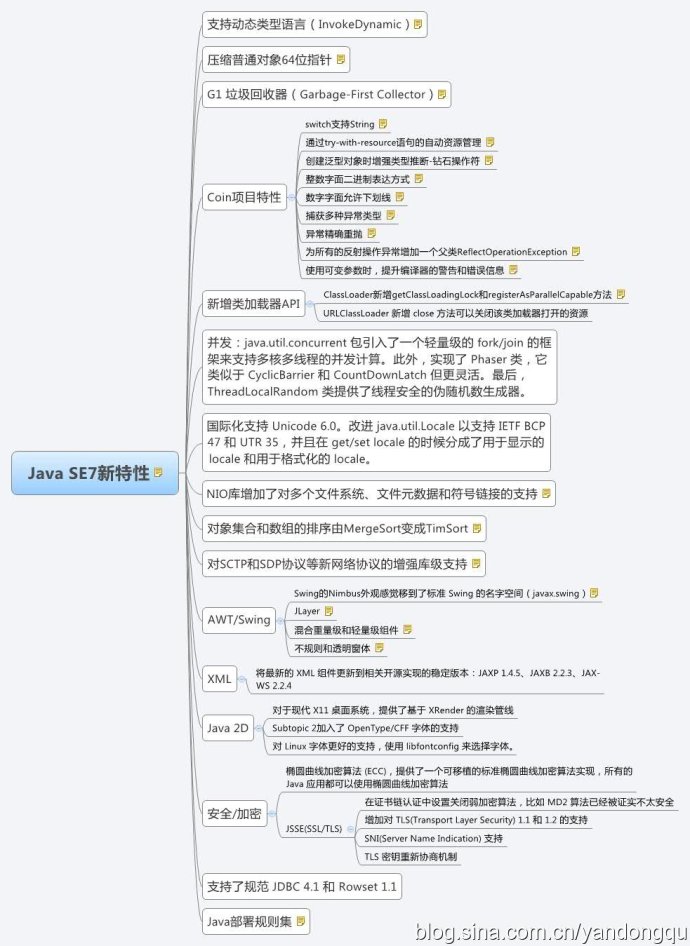 支持动态类型语言（InvokeDynamic）
压缩普通对象64位指针
G1 垃圾回收器（Garbage-First Collector）
Coin项目特性
switch支持String
通过try-with-resource语句的自动资源管理
创建泛型对象时增强类型推断-钻石操作符
整数字面二进制表达方式
数字字面允许下划线
捕获多种异常类型
异常精确重抛
为所有的反射操作异常增加一个父类ReflectOperationException
使用可变参数时，提升编译器的警告和错误信息
新增类加载器API
ClassLoader新增getClassLoadingLock和registerAsParallelCapable方法
URLClassLoader 新增 close 方法可以关闭该类加载器打开的资源
并发：java.util.concurrent 包引入了一个轻量级的 fork/join 的框
架来支持多核多线程的并发计算。此外，实现了 Phaser 类，它
类似于 CyclicBarrier 和 CountDownLatch 但更灵活。最后，
ThreadLocalRandom 类提供了线程安全的伪随机数生成器。
国际化支持 Unicode 6.0。改进 java.util.Locale 以支持 IETF BCP
47 和 UTR 35，并且在 get/set locale 的时候分成了用于显示的
locale 和用于格式化的 locale。
Java SE7新特性
NIO库增加了对多个文件系统、文件元数据和符号链接的支持
对象集合和数组的排序由MergeSort变成TimSort
对SCTP和SDP协议等新网络协议的增强库级支持
AWT/Swing
Swing的Nimbus外观感觉移到了标准 Swing 的名字空间（javax.swing）
JLayer
混合重量级和轻量级组件
不规则和透明窗体
XML
将最新的 XML 组件更新到相关开源实现的稳定版本：JAXP 1.4.5、JAXB 2.2.3、JAX-
WS 2.2.4
Java 2D
对于现代 X11 桌面系统，提供了基于 XRender 的渲染管线
Subtopic 2加入了 OpenType/CFF 字体的支持
对 Linux 字体更好的支持，使用 libfontconfig 来选择字体。
安全/加密
椭圆曲线加密算法 (ECC)，提供了一个可移植的标准椭圆曲线加密算法实现，所有的
Java 应用都可以使用椭圆曲线加密算法
JSSE(SSL/TLS)
在证书链认证中设置关闭弱加密算法，比如 MD2 算法已经被证实不太安全
增加对 TLS(Transport Layer Security) 1.1 和 1.2 的支持
SNI(Server Name Indication) 支持
TLS 密钥重新协商机制
支持了规范 JDBC 4.1 和 Rowset 1.1
Java部署规则集
blog.sina.com.cn/yandongqu